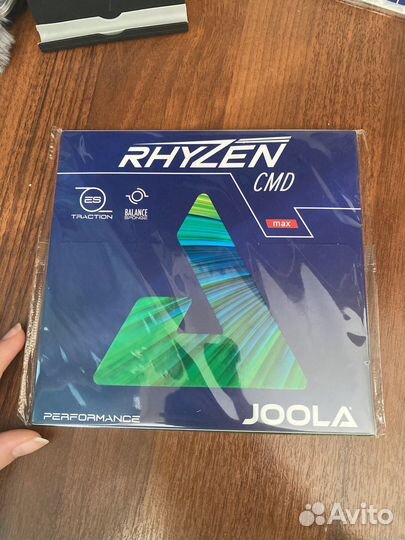 RHYZEN
CMD
ES
TRACTION
BALANCE
SPONGE
max
PERFORMANCE
JOOLA
Avito